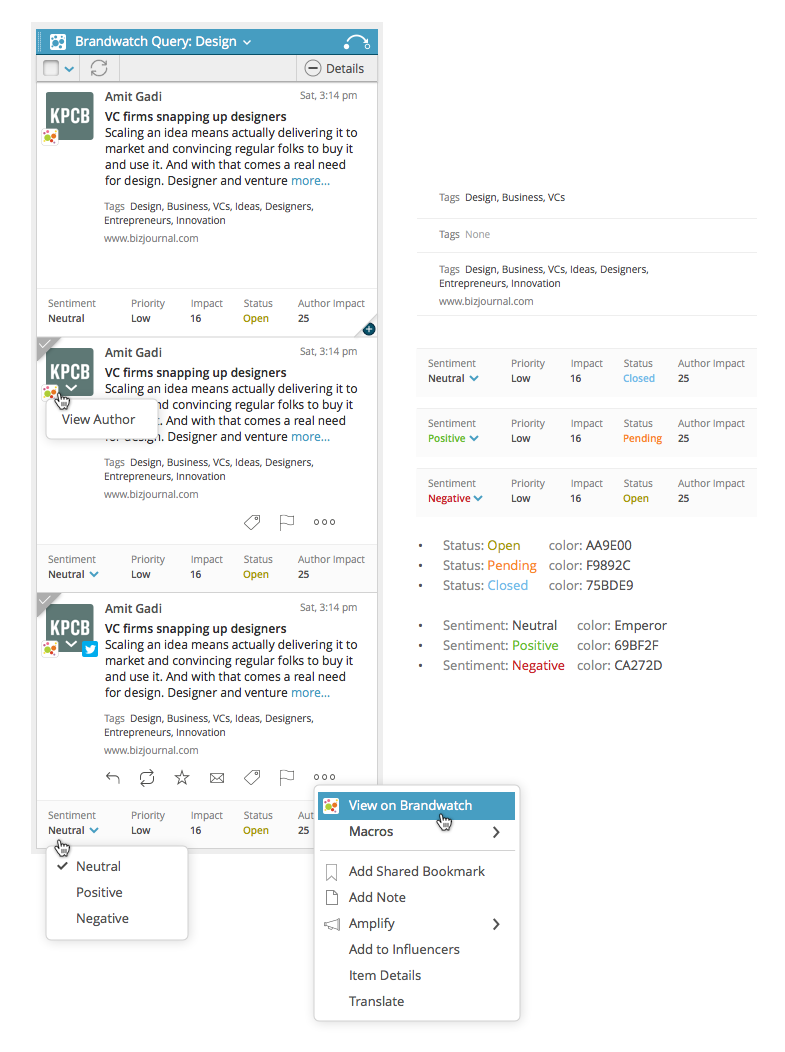 Brandwatch Query: Design
Details
KPCB
Amit Gadi
Sat, 3:14 pm
VC firms snapping up designers
Scaling an idea means actually delivering it to
market and convincing regular folks to buy it
and use it. And with that comes a real need
for design. Designer and venture more...
Tags Design, Business, VCs, Ideas, Designers,
Entrepreneurs, Innovation
www.bizjournal.com
Sentiment Priority Impact Status Author Impact
Neutral Low 16 Open 25
KPCB
Amit Gadi
Sat, 3:14 pm
VC firms snapping up designers
Scaling an idea means actually delivering it to
nd convincing regular folks to buy it
t. And with that comes a real need
for design. Designer and venture more...
View Author
Tags Design, Business, VCs, Ideas, Designers,
Entrepreneurs, Innovation
www.bizjournal.com
Sentiment Priority Impact Status Author Impact
Neutral Low 16 Open 25
KPCB
Amit Gadi
Sat, 3:14 pm
VC firms snapping up designers
Scaling an idea means actually delivering it to
market and convincing regular folks to buy it
and use it. And with that comes a real need
for design. Designer and venture more...
Tags Design, Business, VCs, Ideas, Designers,
Entrepreneurs, Innovation
www.bizjournal.com
Sentiment Priority Impact Status Aut
Neutral Low 16 Open 25
Neutral
Positive
Negative
View on Brandwatch
Macros
Add Shared Bookmark
Add Note
Amplify
Add to Influencers
Item Details
Translate
Tags Design, Business, VCs
Tags None
Tags Design, Business, VCs, Ideas, Designers,
Entrepreneurs, Innovation
www.bizjournal.com
Sentiment Priority Impact Status Author Impact
Neutral Low 16 Closed 25
Sentiment Priority Impact Status Author Impact
Positive Low 16 Pending 25
Sentiment Priority Impact Status Author Impact
Negative Low 16 Open 25
• Status: Open color: AA9E00
• Status: Pending color: F9892C
• Status: Closed color: 75BDE9
• Sentiment: Neutral color: Emperor
• Sentiment: Positive color: 69BF2F
• Sentiment: Negative color: CA272D